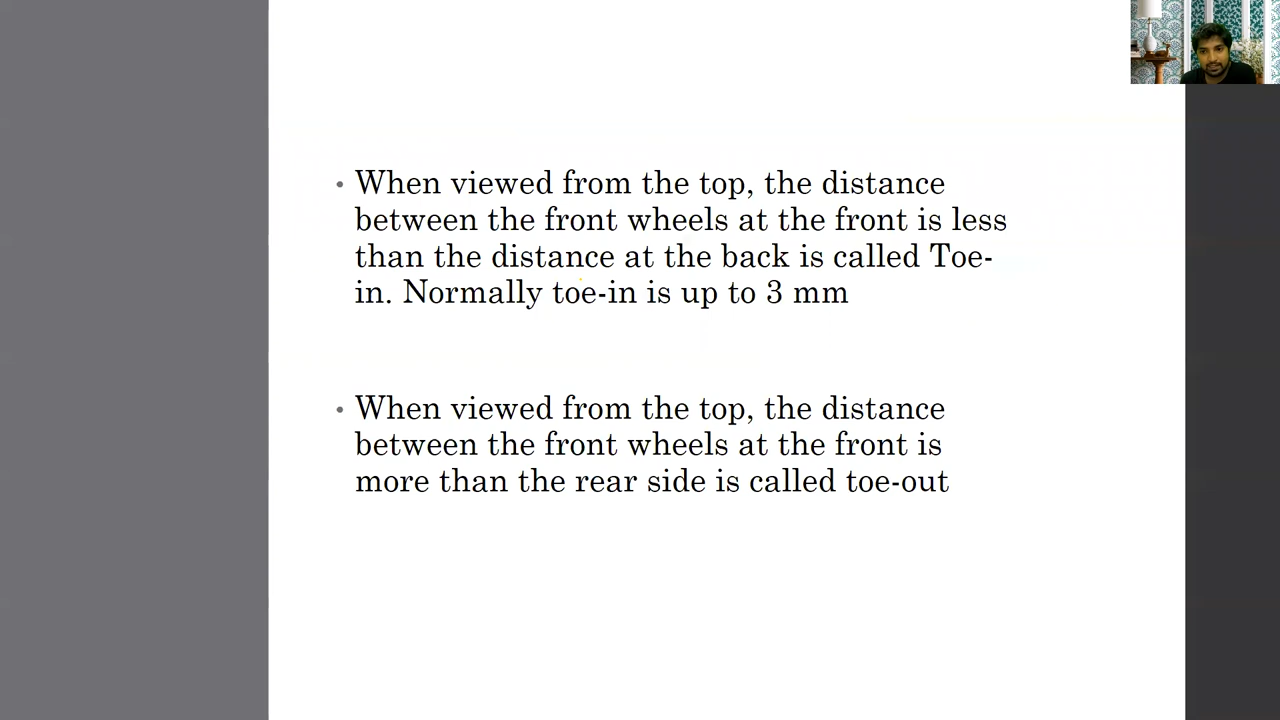 When viewed from the top, the distance
between the front wheels at the front is less
than the distance at the back is called Toe-
in. Normally toe-in is up to 3 mm
When viewed from the top, the distance
between the front wheels at the front is
more than the rear side is called toe-out